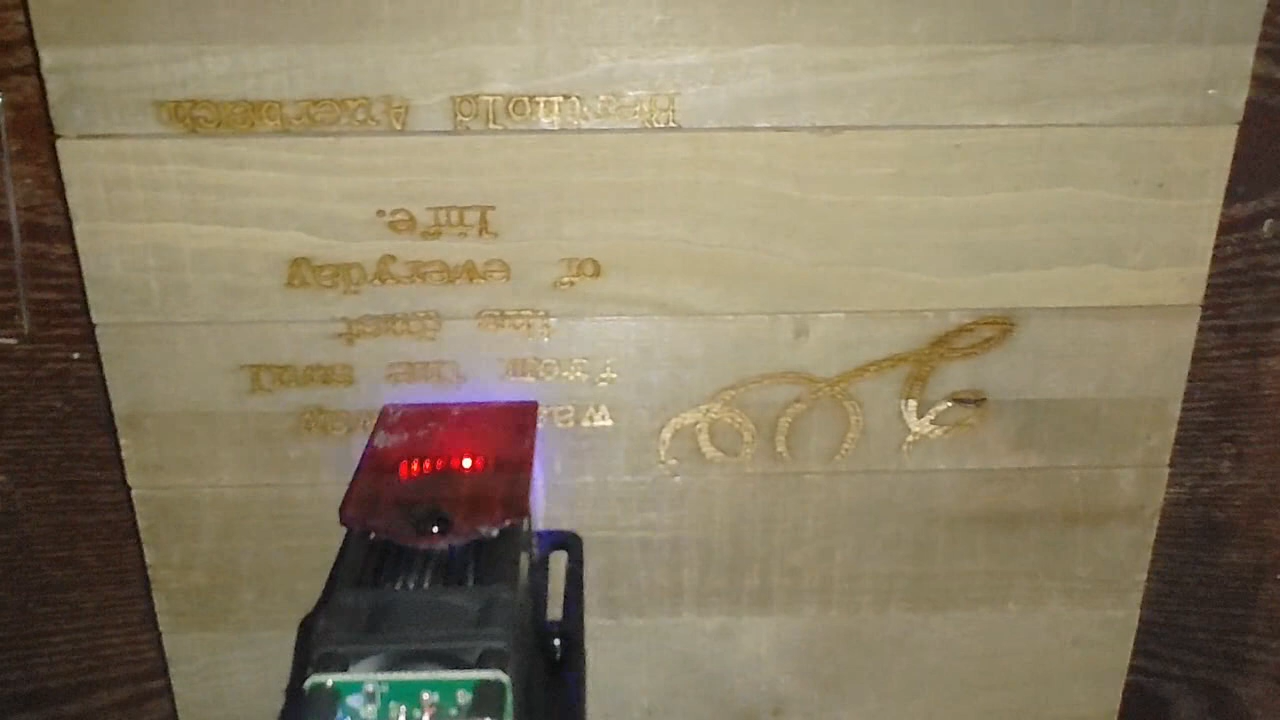 from the soul
the dust
of everyday
life.
Berthold Auerbach